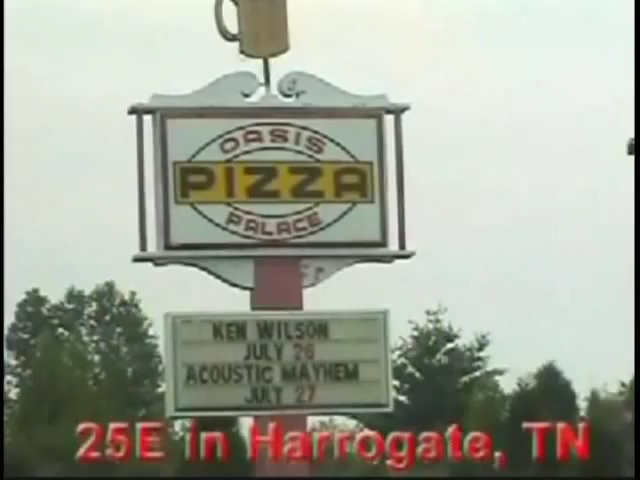 OASIS
PIZZA
PALACE
KEN WILSON
JULY 26
ACOUSTIC MAYHEM
JULY 27
25E in Harrogate, TN